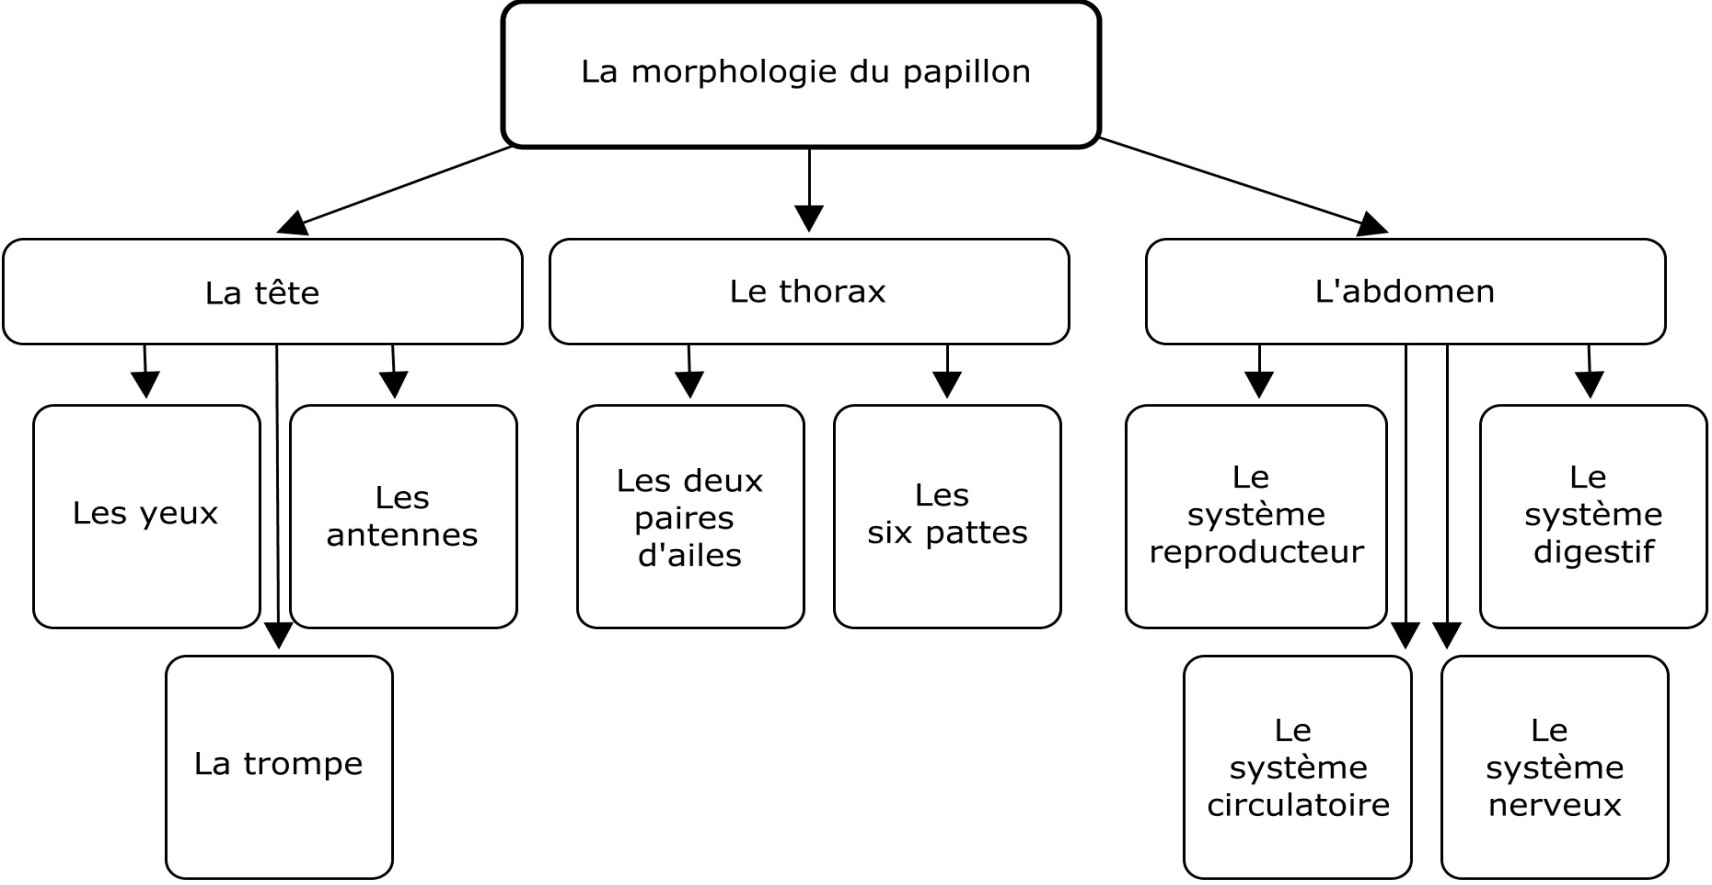 La morphologie du papillon
La tête
Le thorax
L'abdomen
Les yeux
Les
antennes
Les deux
paires
d'ailes
Les
six pattes
Le
système
reproducteur
Le
système
digestif
La trompe
Le
système
circulatoire
Le
système
nerveux